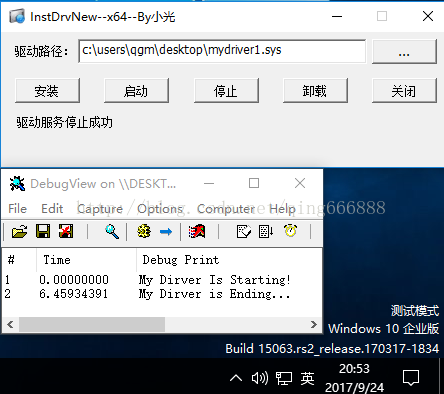 InstDrvNew--x64--By小光
驱动路径： c:\users\qgm\desktop\mydriver1.sys ...
安装 启动 停止 卸载 关闭
驱动服务停止成功
DebugView on \\DESKT...
File Edit Capture Options Computer Help
# Time Debug Print
1 0.00000000 My Dirver Is Starting!
2 6.45934391 My Dirver is Ending...
测试模式
Windows 10 企业版
Build 15063.rs2_release.170317-1834
英 20:53
2017/9/24